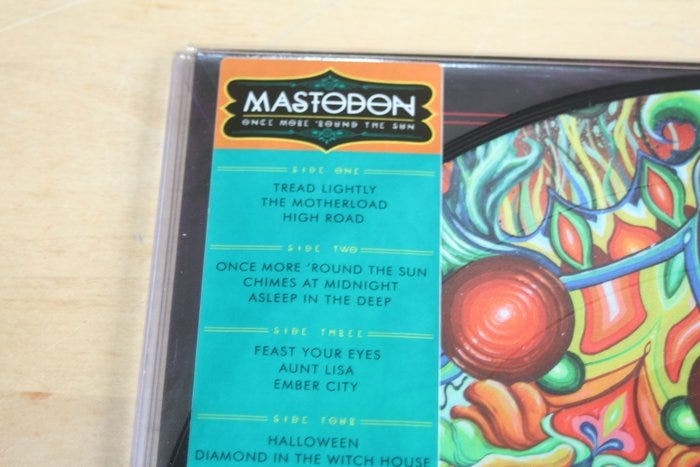 MASTODON
ONCE MORE 'ROUND THE SUN
SIDE ONE
TREAD LIGHTLY
THE MOTHERLOAD
HIGH ROAD
SIDE TWO
ONCE MORE 'ROUND THE SUN
CHIMES AT MIDNIGHT
ASLEEP IN THE DEEP
SIDE THREE
FEAST YOUR EYES
AUNT LISA
EMBER CITY
SIDE FOUR
HALLOWEEN
DIAMOND IN THE WITCH HOUSE